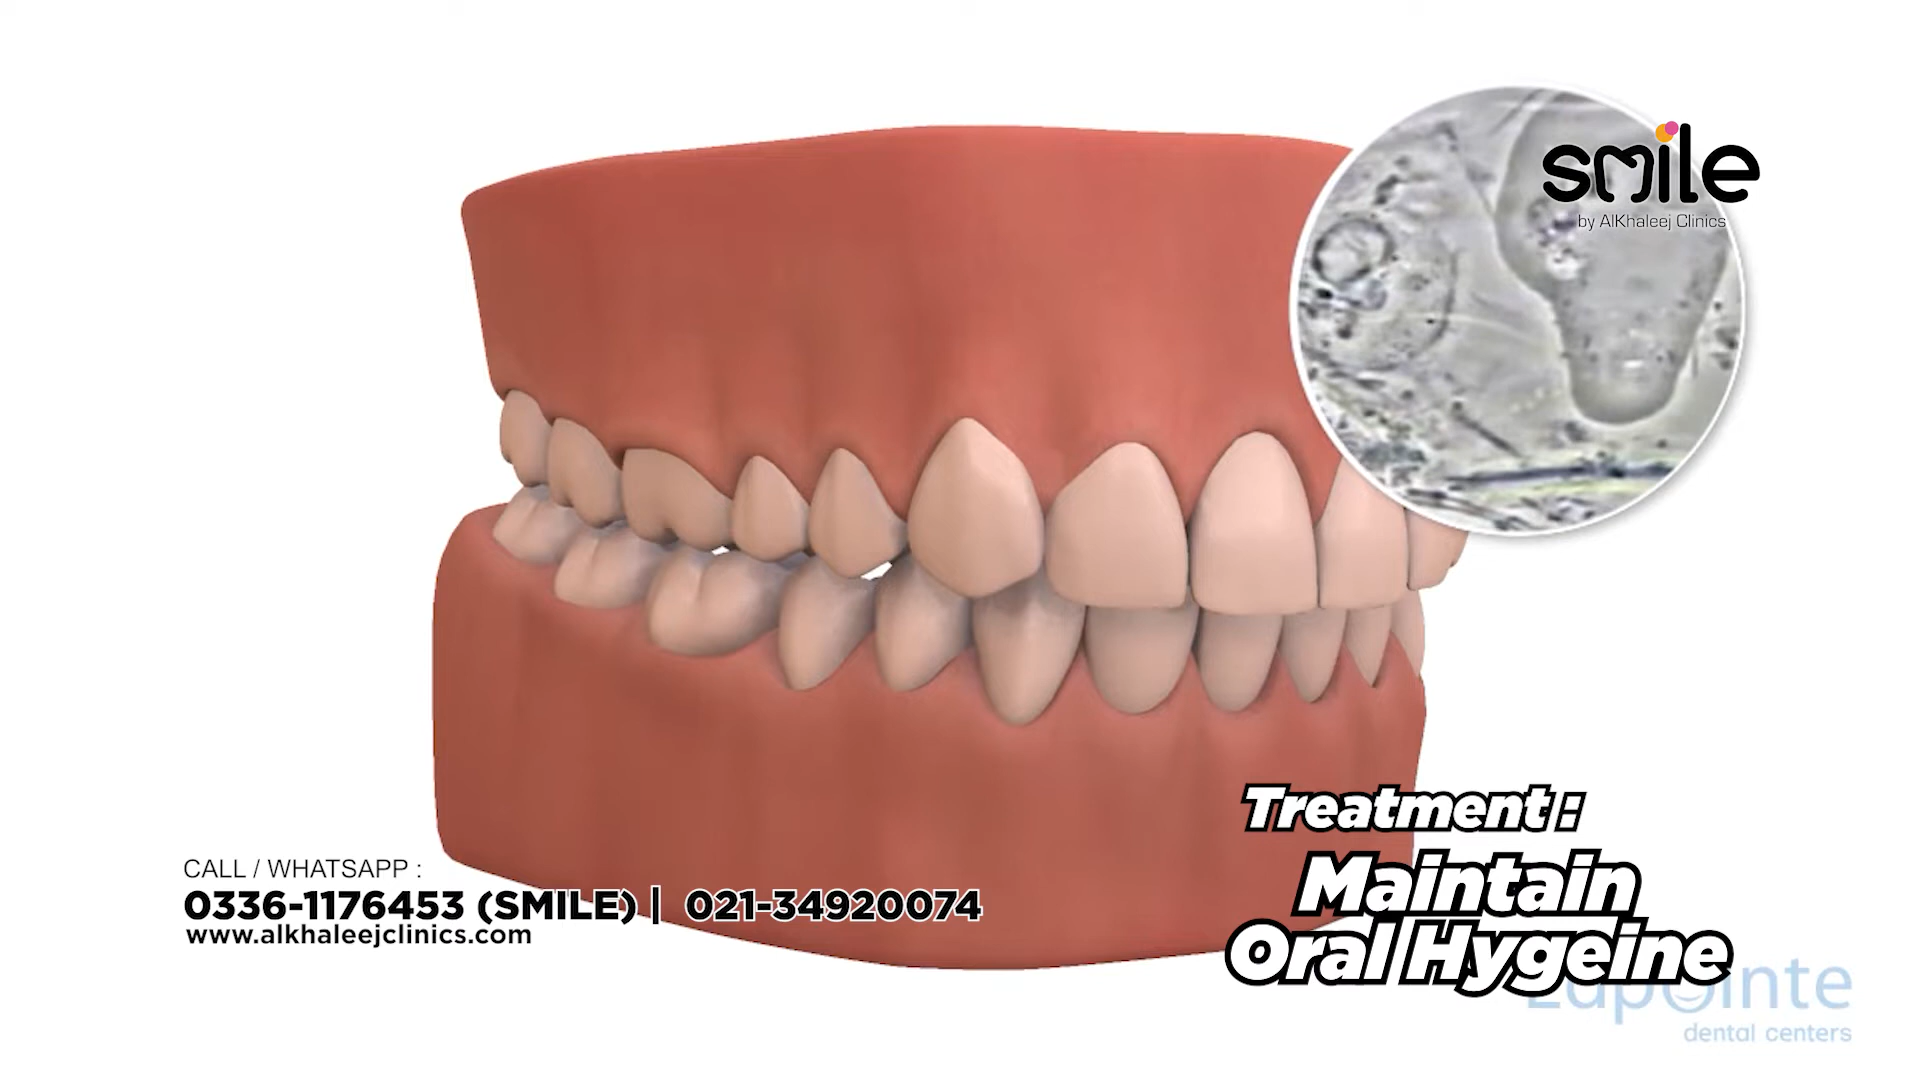 smile
by AlKhaleej Clinics
Treatment :
Maintain
Oral Hygeine
CALL / WHATSAPP :
0336-1176453 (SMILE) | 021-34920074
www.alkhaleejclinics.com
Lapointe
dental centers